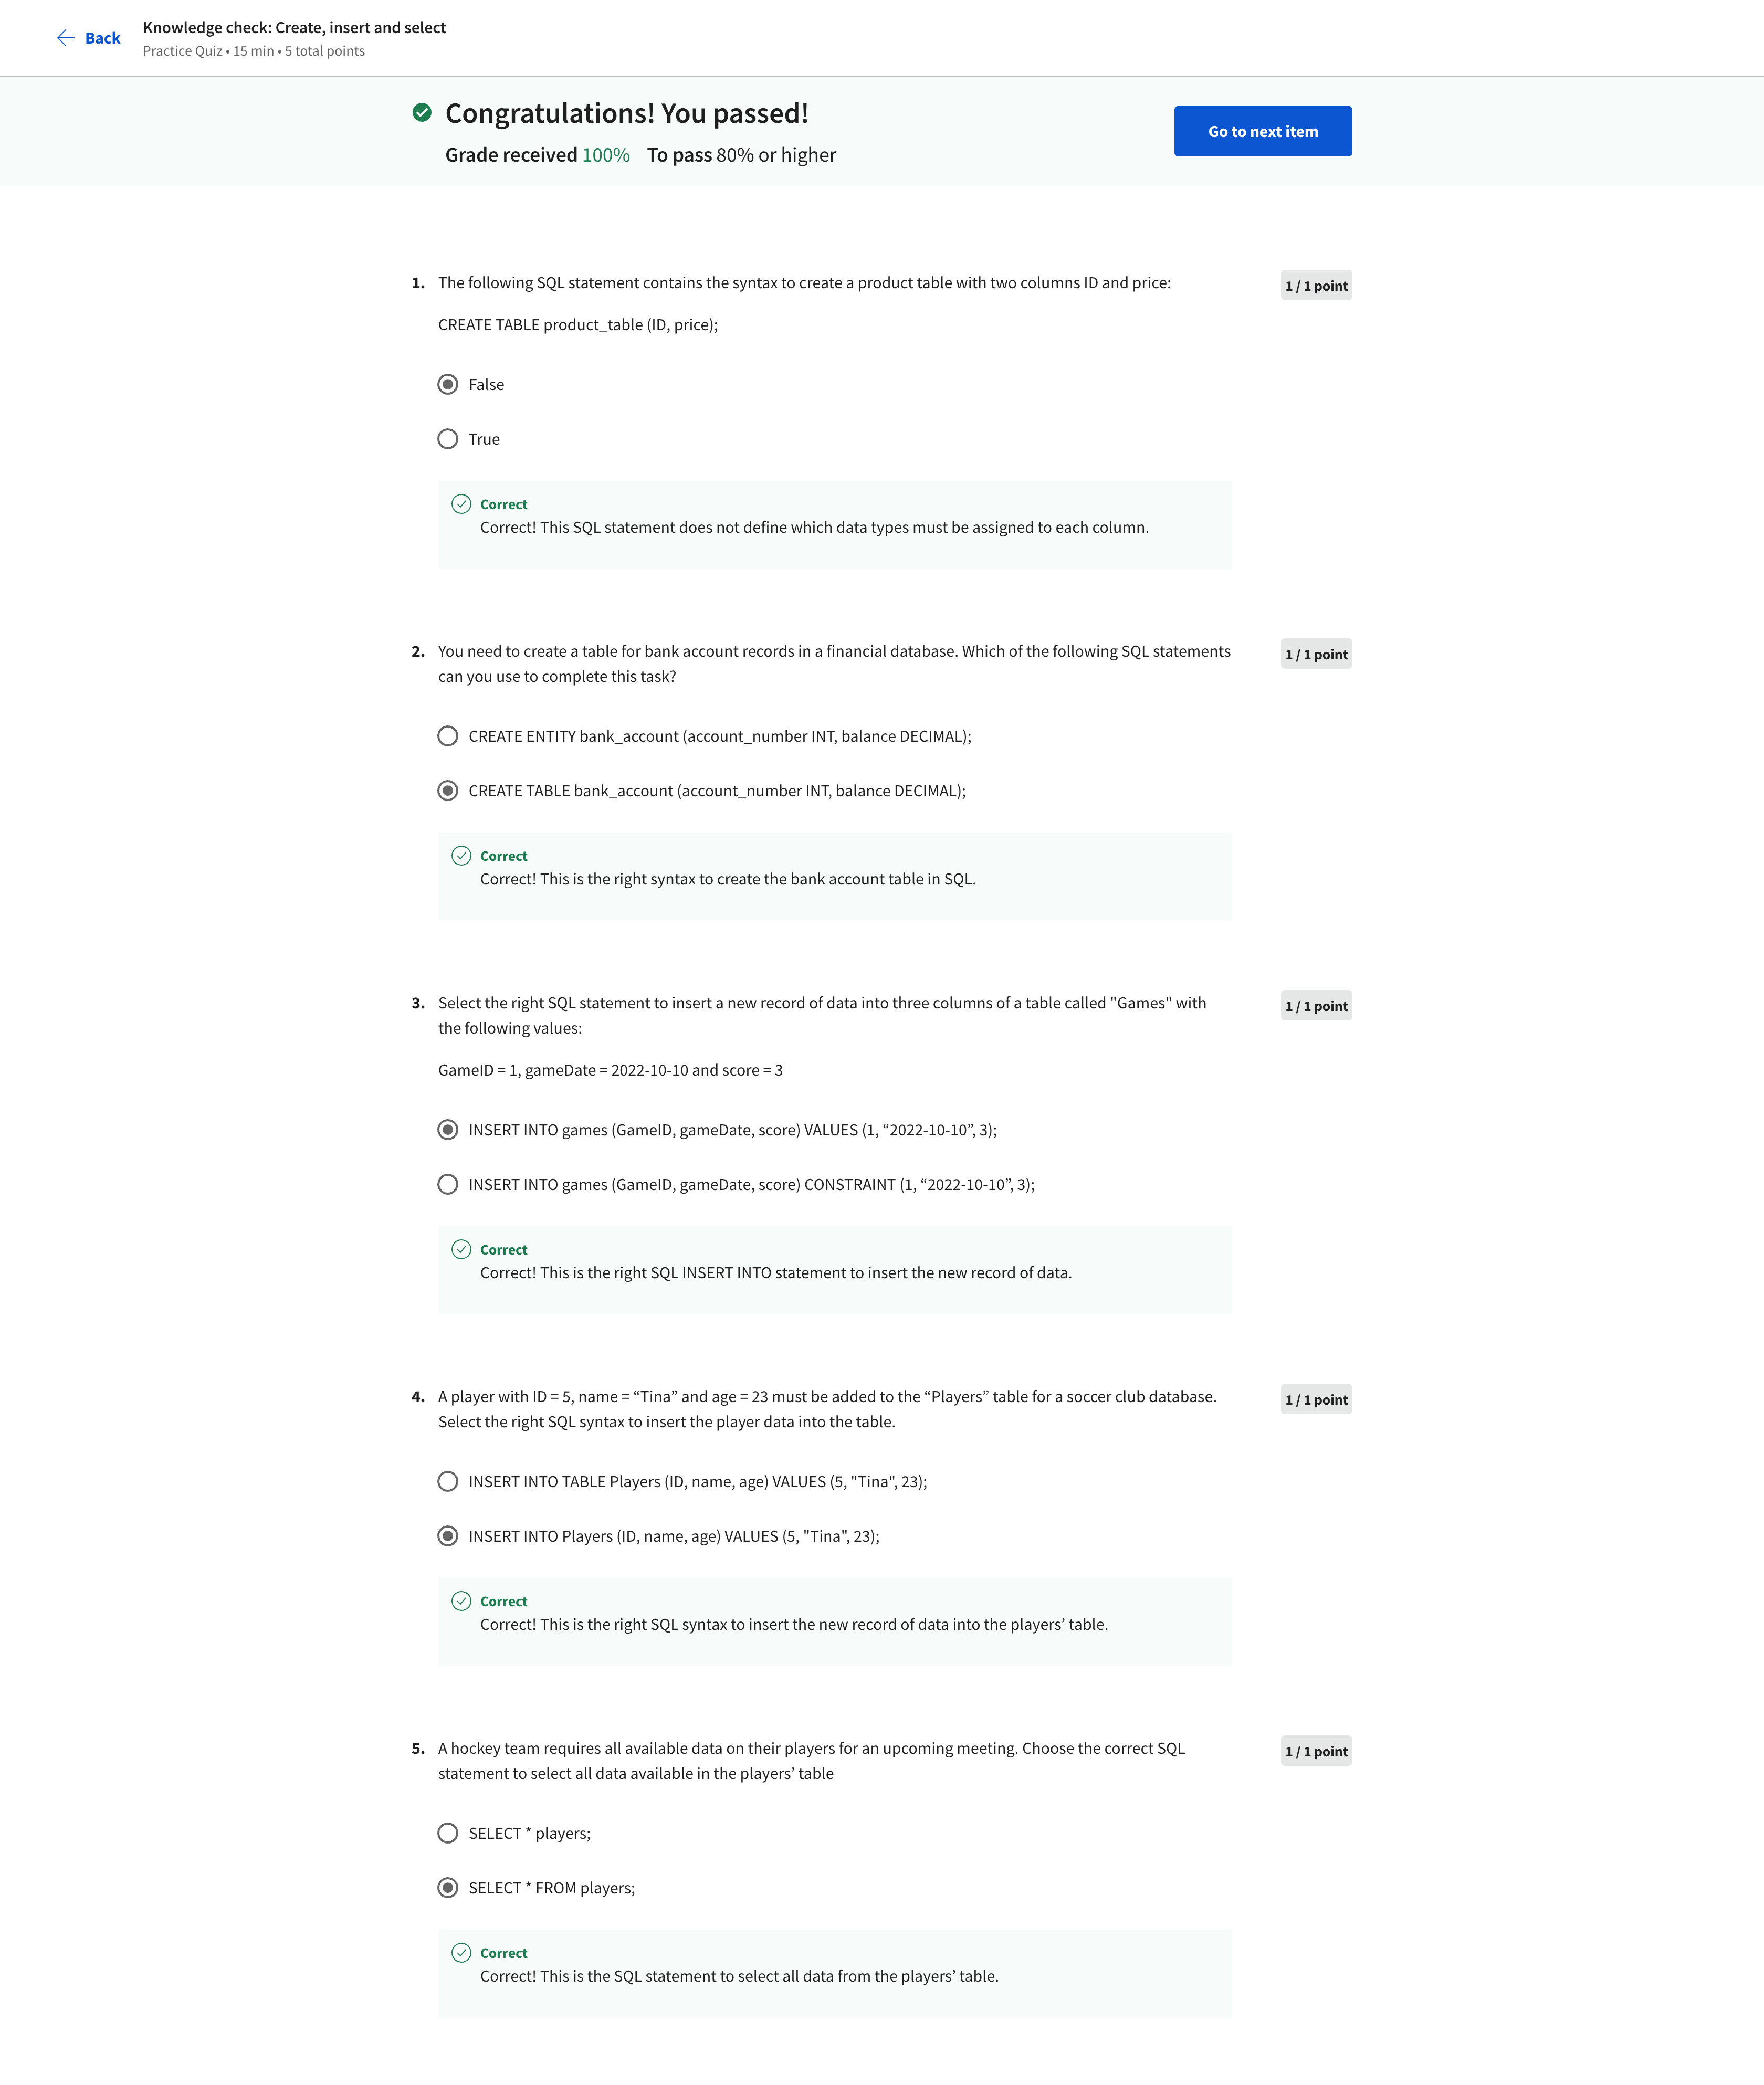 Back
Knowledge check: Create, insert and select
Practice Quiz • 15 min • 5 total points
Congratulations! You passed!
Grade received 100% To pass 80% or higher
Go to next item
1. The following SQL statement contains the syntax to create a product table with two columns ID and price:
1 / 1 point
CREATE TABLE product_table (ID, price);
False
True
Correct
Correct! This SQL statement does not define which data types must be assigned to each column.
2. You need to create a table for bank account records in a financial database. Which of the following SQL statements
can you use to complete this task?
1 / 1 point
CREATE ENTITY bank_account (account_number INT, balance DECIMAL);
CREATE TABLE bank_account (account_number INT, balance DECIMAL);
Correct
Correct! This is the right syntax to create the bank account table in SQL.
3. Select the right SQL statement to insert a new record of data into three columns of a table called "Games" with
the following values:
1 / 1 point
GameID = 1, gameDate = 2022-10-10 and score = 3
INSERT INTO games (GameID, gameDate, score) VALUES (1, “2022-10-10”, 3);
INSERT INTO games (GameID, gameDate, score) CONSTRAINT (1, “2022-10-10”, 3);
Correct
Correct! This is the right SQL INSERT INTO statement to insert the new record of data.
4. A player with ID = 5, name = “Tina” and age = 23 must be added to the “Players” table for a soccer club database.
Select the right SQL syntax to insert the player data into the table.
1 / 1 point
INSERT INTO TABLE Players (ID, name, age) VALUES (5, "Tina", 23);
INSERT INTO Players (ID, name, age) VALUES (5, "Tina", 23);
Correct
Correct! This is the right SQL syntax to insert the new record of data into the players’ table.
5. A hockey team requires all available data on their players for an upcoming meeting. Choose the correct SQL
statement to select all data available in the players’ table
1 / 1 point
SELECT * players;
SELECT * FROM players;
Correct
Correct! This is the SQL statement to select all data from the players’ table.